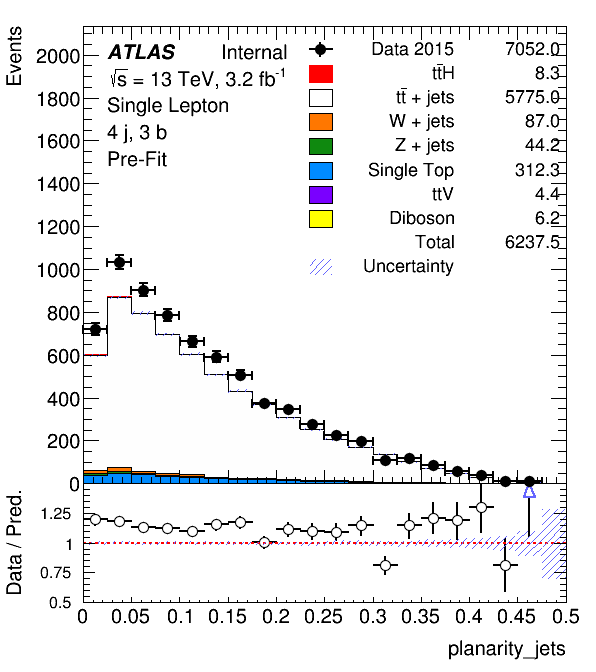 Events
2000
1800
1600
1400
1200
1000
800
600
400
200
0
ATLAS Internal
√s = 13 TeV, 3.2 fb⁻¹
Single Lepton
4 j, 3 b
Pre-Fit
Data 2015 7052.0
tt̄H 8.3
tt̄ + jets 5775.0
W + jets 87.0
Z + jets 44.2
Single Top 312.3
ttV 4.4
Diboson 6.2
Total 6237.5
Uncertainty
Data / Pred.
1.25
1
0.75
0.5
0 0.05 0.1 0.15 0.2 0.25 0.3 0.35 0.4 0.45 0.5
planarity_jets